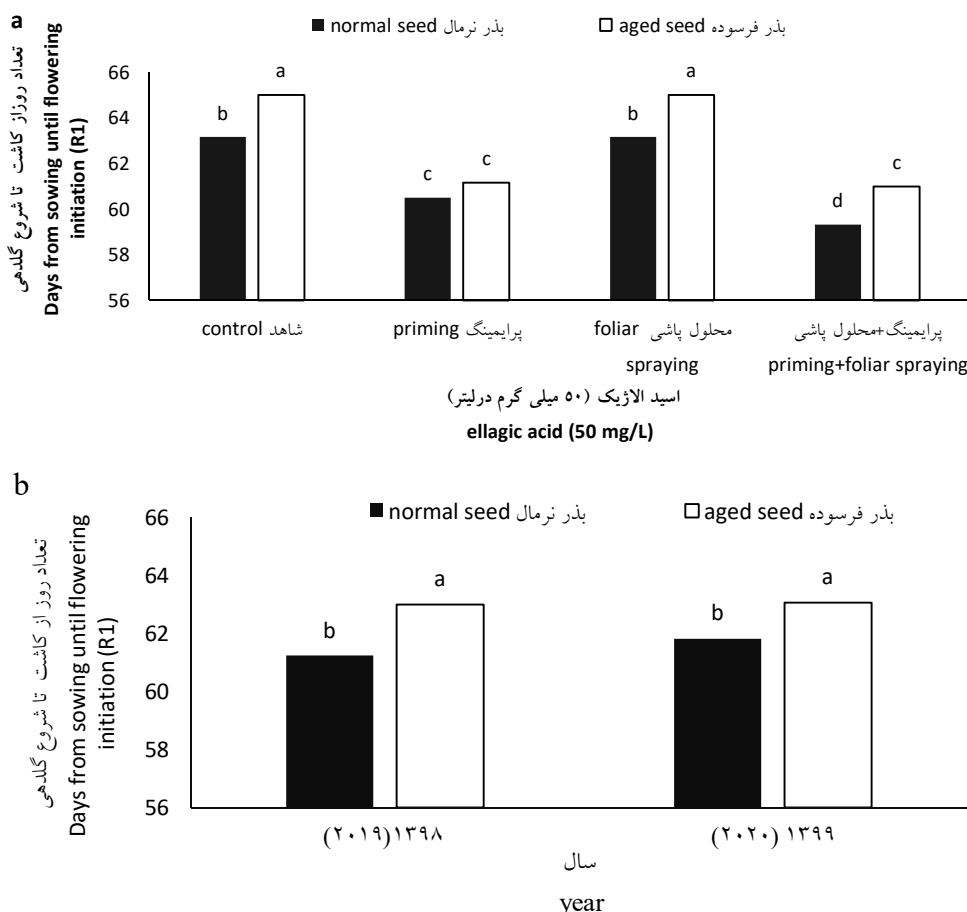 a
■ normal seed بذر نرمال □ aged seed بذر فرسوده
تعداد روزاز کاشت تا شروع گلدهی
Days from sowing until flowering
initiation (R1)
66
64
62
60
58
56
b
a
c
c
b
a
d
c
control شاهد
priming پرایمینگ
foliar محلول پاشی
spraying
پرایمینگ+محلول پاشی
priming+foliar spraying
اسید الاژیک (۵۰ میلی گرم درلیتر)
ellagic acid (50 mg/L)
b
■ normal seed بذر نرمال □ aged seed بذر فرسوده
تعداد روز از کاشت تا شروع گلدهی
Days from sowing until flowering
initiation (R1)
66
64
62
60
58
56
b
a
b
a
۱۳۹۸(۲۰۱۹)
۱۳۹۹ (۲۰۲۰)
سال
year